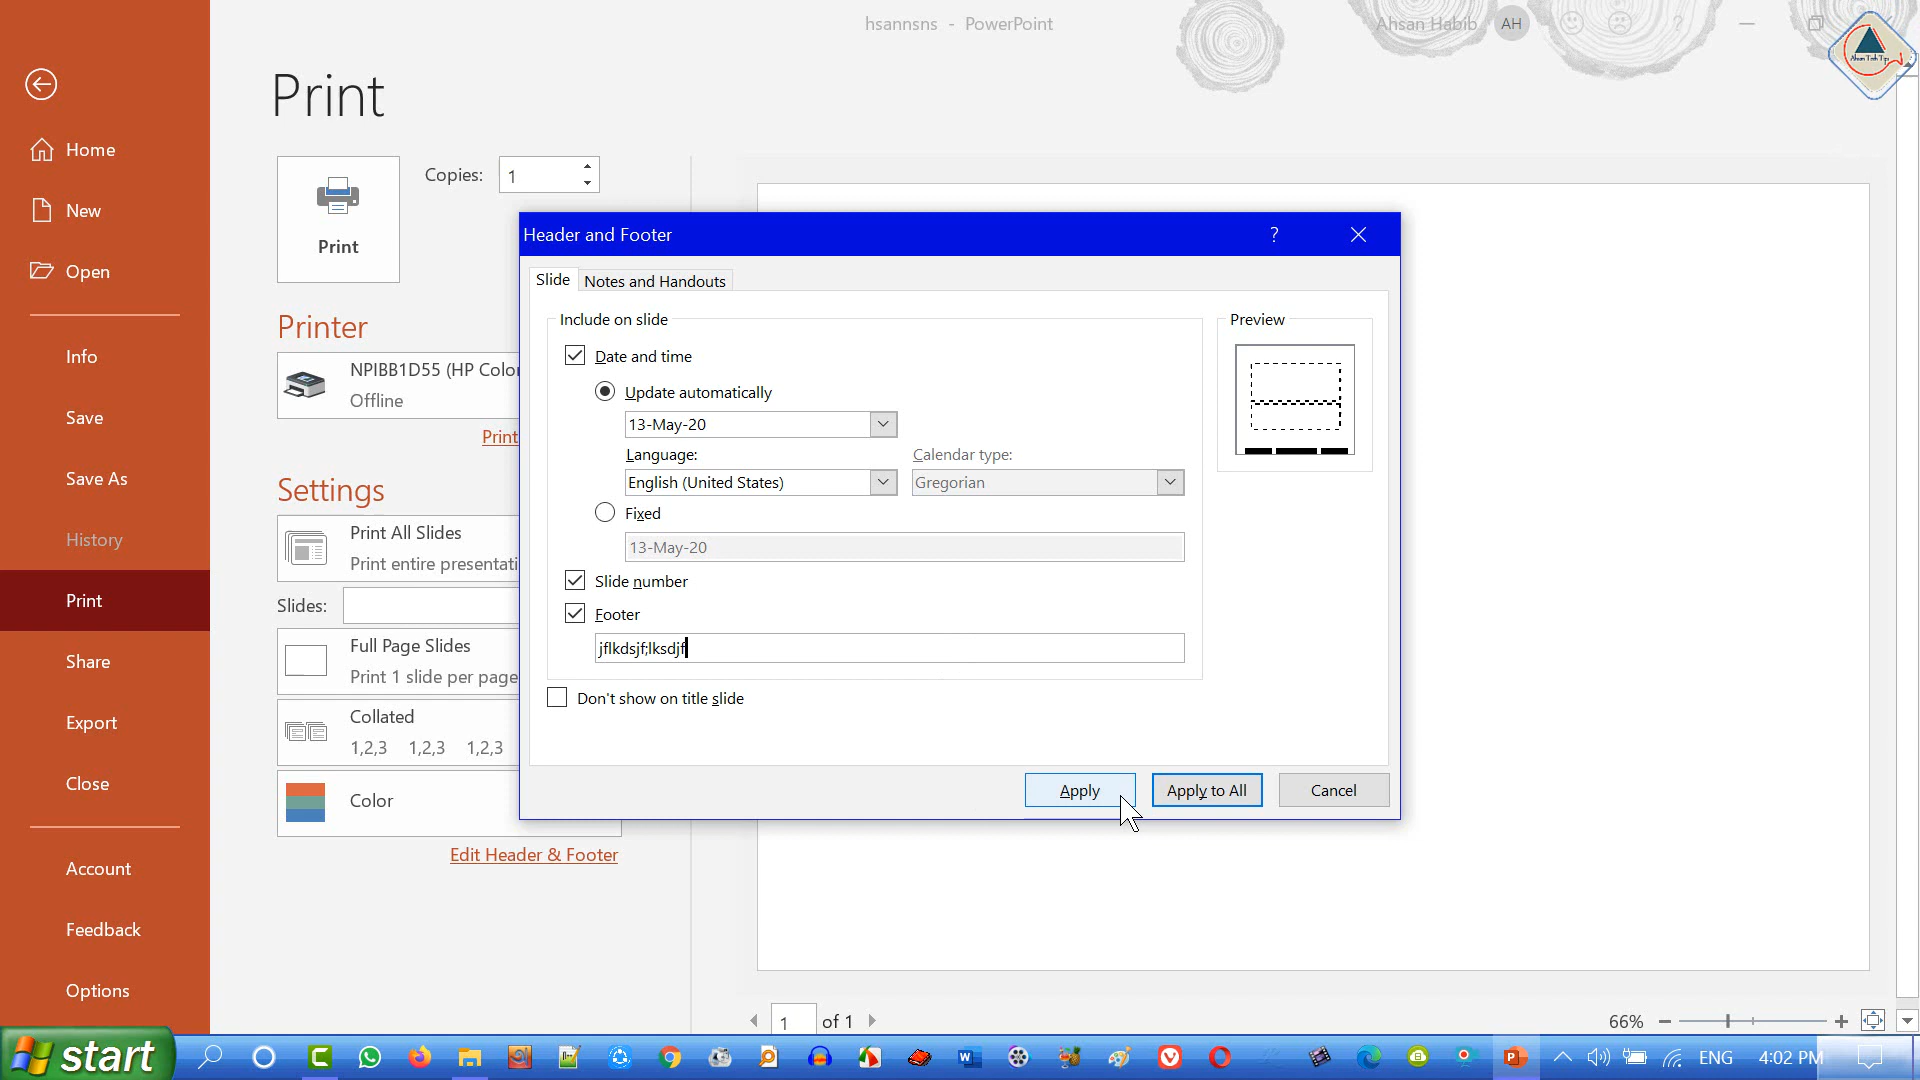 hsannsns - PowerPoint
Ahsan Habib
AH
Print
Home
New
Open
Info
Save
Save As
History
Print
Share
Export
Close
Account
Feedback
Options
Print
Copies: 1
Printer
NPIBB1D55 (HP Color
Offline
Print
Settings
Print All Slides
Print entire presentati
Slides:
Full Page Slides
Print 1 slide per page
Collated
1,2,3 1,2,3 1,2,3
Color
Edit Header & Footer
Header and Footer
?
Slide
Notes and Handouts
Include on slide
Date and time
Update automatically
13-May-20
Language:
Calendar type:
English (United States)
Gregorian
Fixed
13-May-20
Slide number
Footer
jflkdsjf;lksdjf
Don't show on title slide
Preview
Apply
Apply to All
Cancel
1 of 1
66%
start
ENG
4:02 PM